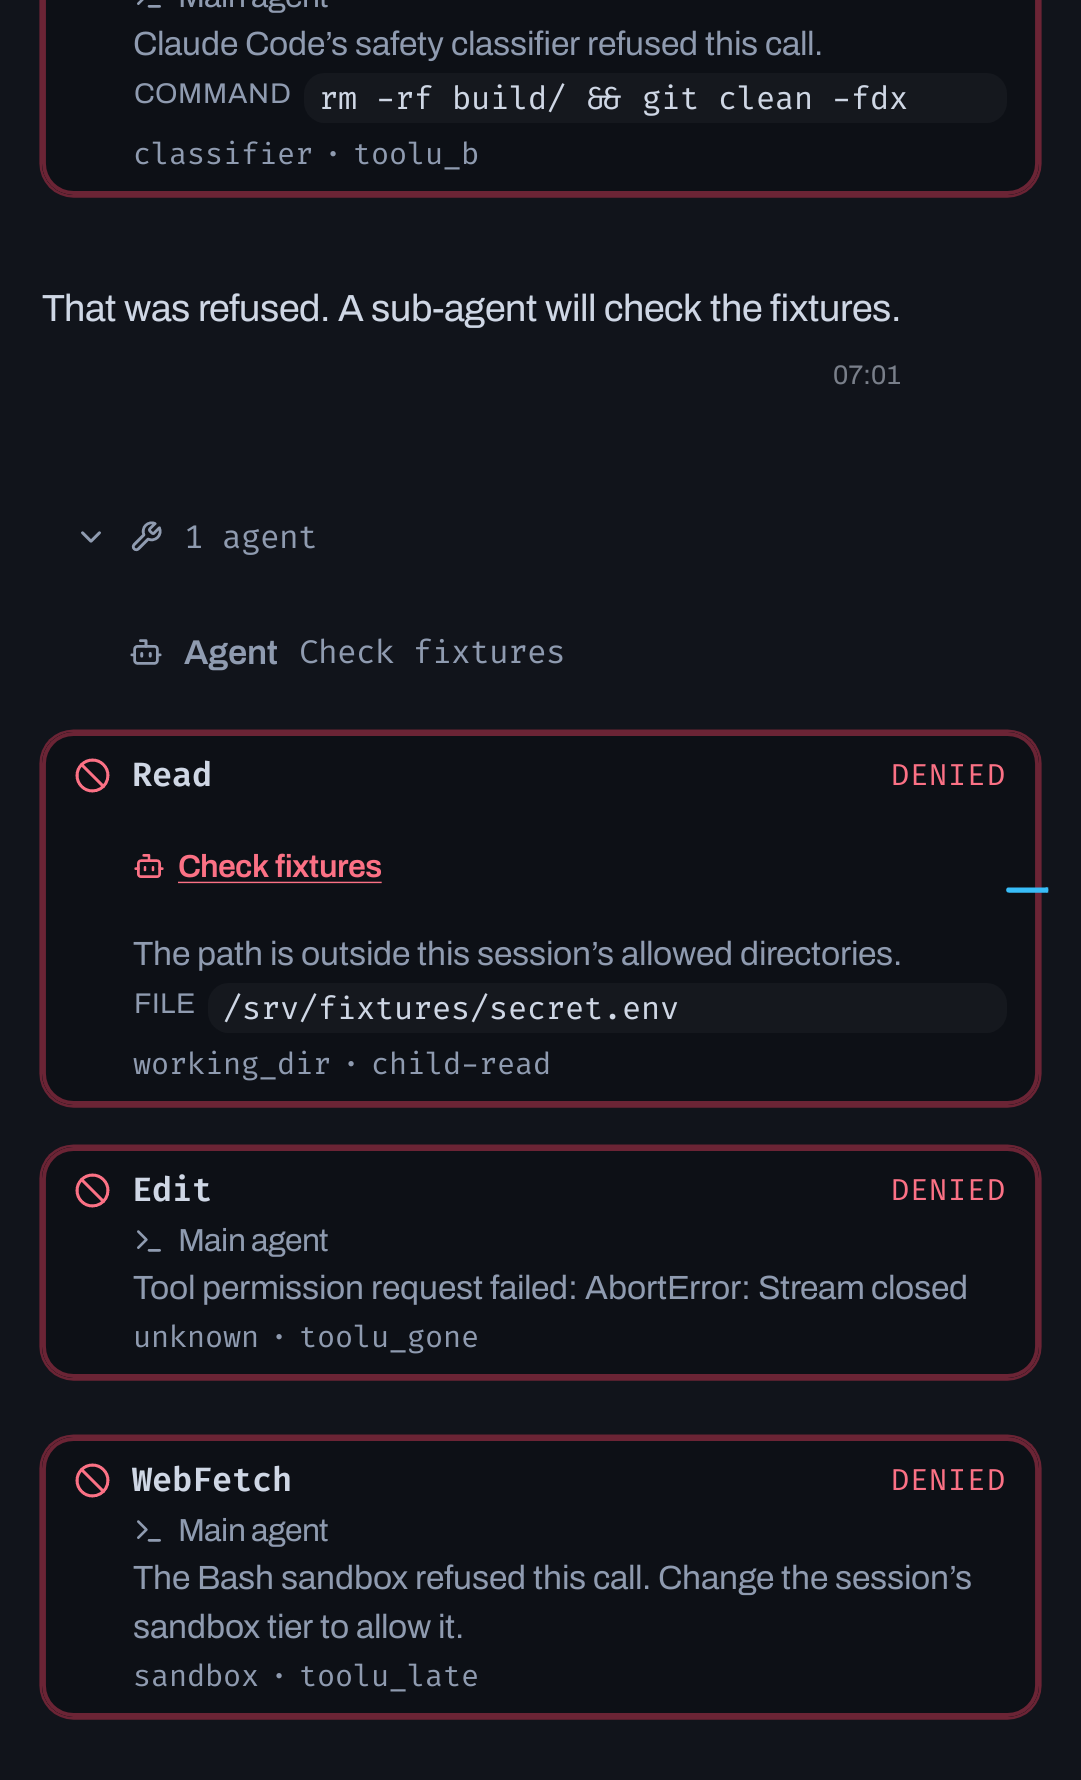 Main agent
Claude Code’s safety classifier refused this call.
COMMAND rm -rf build/ && git clean -fdx
classifier · toolu_b
That was refused. A sub-agent will check the fixtures.
07:01
1 agent
Agent Check fixtures
Read DENIED
Check fixtures
The path is outside this session’s allowed directories.
FILE /srv/fixtures/secret.env
working_dir · child-read
Edit DENIED
Main agent
Tool permission request failed: AbortError: Stream closed
unknown · toolu_gone
WebFetch DENIED
Main agent
The Bash sandbox refused this call. Change the session’s
sandbox tier to allow it.
sandbox · toolu_late